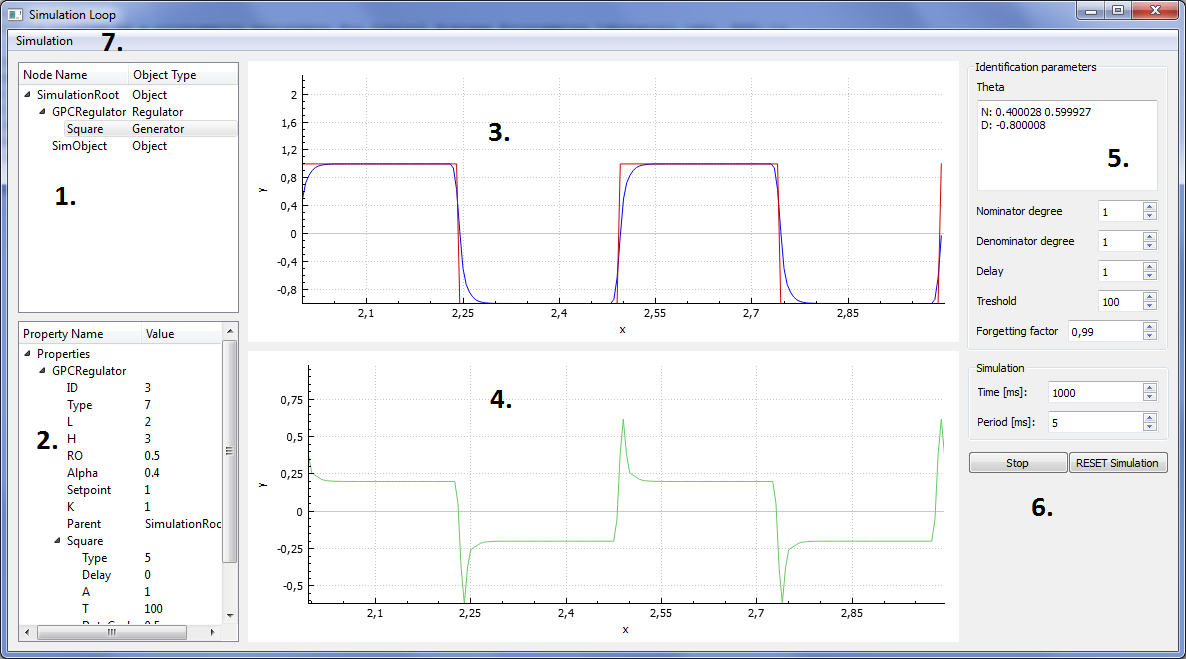 Simulation Loop
Simulation
7.
Node Name Object Type
SimulationRoot Object
GPCRegulator Regulator
Square Generator
SimObject Object
1.
Property Name Value
Properties
GPCRegulator
ID 3
Type 7
L 2
H 3
2.
RO 0.5
Alpha 0.4
Setpoint 1
K 1
Parent SimulationRoc
Square
Type 5
Delay 0
A 1
T 100
3.
2
1,6
1,2
0,8
0,4
0
-0,4
-0,8
Y
2,1 2,25 2,4 2,55 2,7 2,85
X
4.
0,75
0,5
0,25
0
-0,25
-0,5
Y
2,1 2,25 2,4 2,55 2,7 2,85
X
Identification parameters
Theta
N: 0.400028 0.599927
D: -0.800008
5.
Nominator degree 1
Denominator degree 1
Delay 1
Treshold 100
Forgetting factor 0,99
Simulation
Time [ms]: 1000
Period [ms]: 5
Stop RESET Simulation
6.